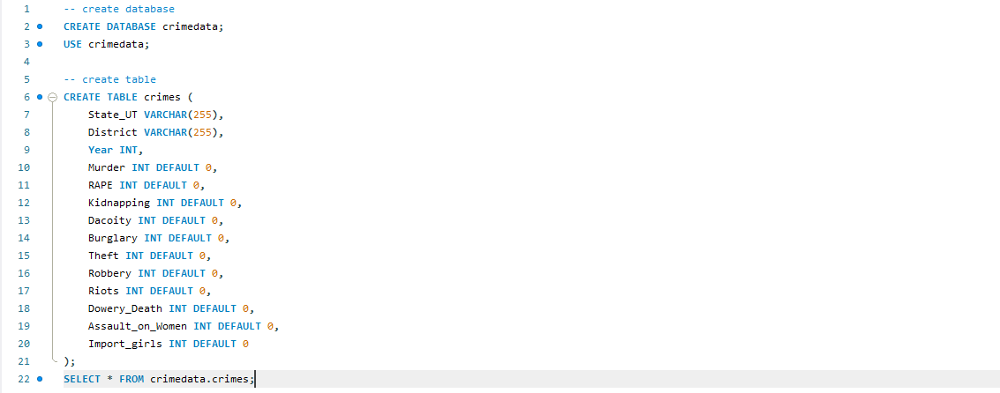 1 -- create database
2 CREATE DATABASE crimedata;
3 USE crimedata;
4
5 -- create table
6 CREATE TABLE crimes (
7 State_UT VARCHAR(255),
8 District VARCHAR(255),
9 Year INT,
10 Murder INT DEFAULT 0,
11 RAPE INT DEFAULT 0,
12 Kidnapping INT DEFAULT 0,
13 Dacoity INT DEFAULT 0,
14 Burglary INT DEFAULT 0,
15 Theft INT DEFAULT 0,
16 Robbery INT DEFAULT 0,
17 Riots INT DEFAULT 0,
18 Dowery_Death INT DEFAULT 0,
19 Assault_on_Women INT DEFAULT 0,
20 Import_girls INT DEFAULT 0
21 );
22 SELECT * FROM crimedata.crimes;